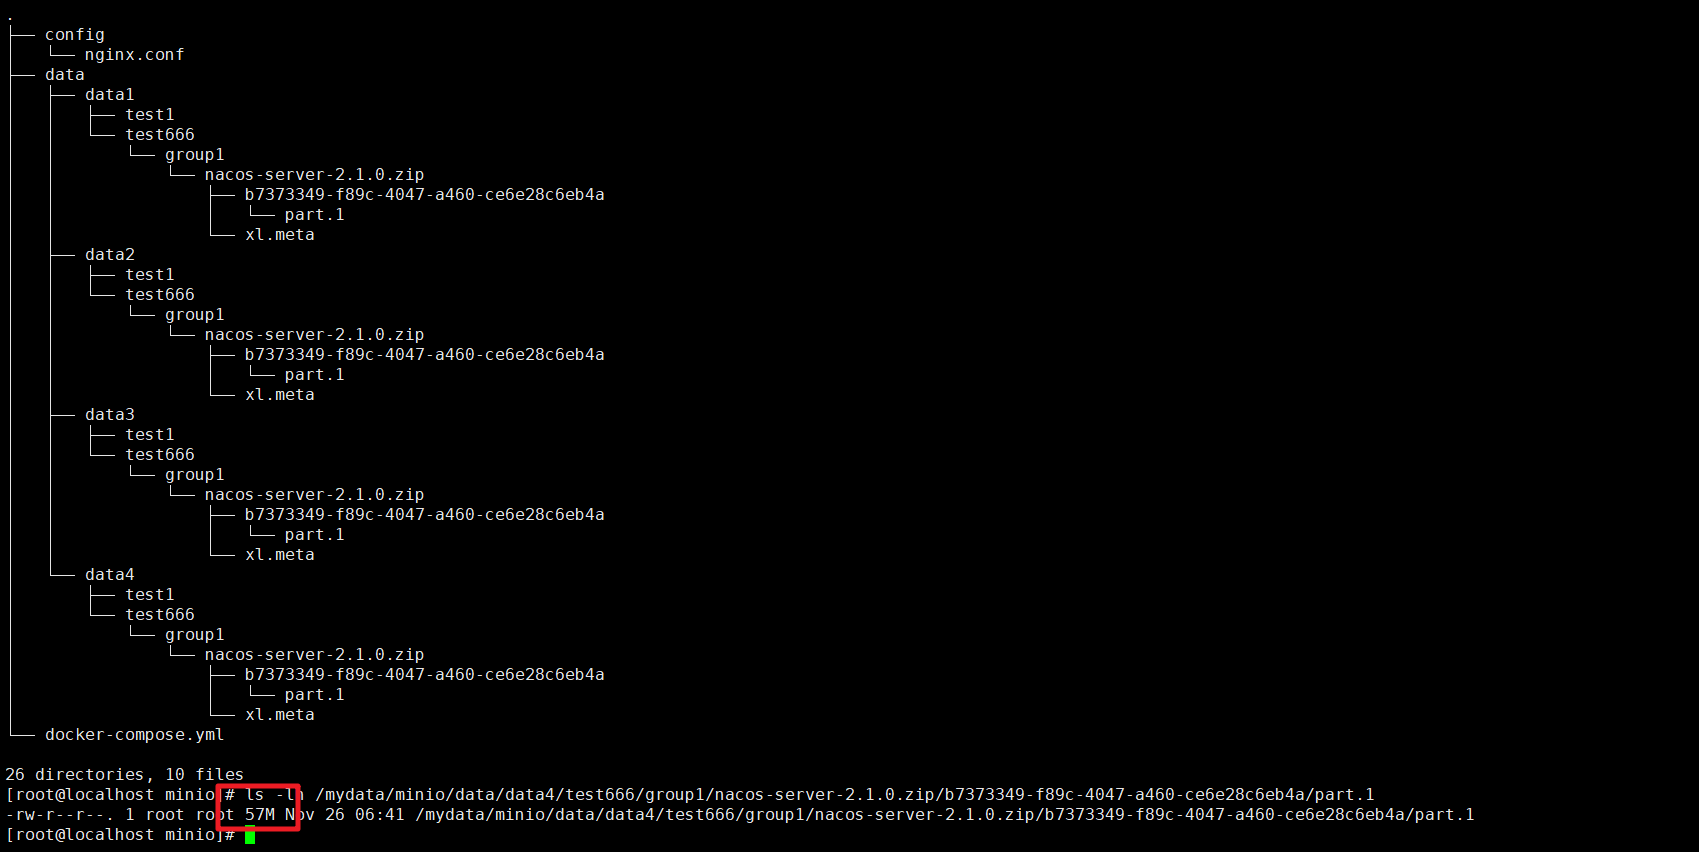 .
├── config
│   └── nginx.conf
├── data
│   ├── data1
│   │   ├── test1
│   │   └── test666
│   │       └── group1
│   │           └── nacos-server-2.1.0.zip
│   │               ├── b7373349-f89c-4047-a460-ce6e28c6eb4a
│   │               │   └── part.1
│   │               └── xl.meta
│   ├── data2
│   │   ├── test1
│   │   └── test666
│   │       └── group1
│   │           └── nacos-server-2.1.0.zip
│   │               ├── b7373349-f89c-4047-a460-ce6e28c6eb4a
│   │               │   └── part.1
│   │               └── xl.meta
│   ├── data3
│   │   ├── test1
│   │   └── test666
│   │       └── group1
│   │           └── nacos-server-2.1.0.zip
│   │               ├── b7373349-f89c-4047-a460-ce6e28c6eb4a
│   │               │   └── part.1
│   │               └── xl.meta
│   └── data4
│       ├── test1
│       └── test666
│           └── group1
│               └── nacos-server-2.1.0.zip
│                   ├── b7373349-f89c-4047-a460-ce6e28c6eb4a
│                   │   └── part.1
│                   └── xl.meta
└── docker-compose.yml
26 directories, 10 files
[root@localhost minio]# ls -lh /mydata/minio/data/data4/test666/group1/nacos-server-2.1.0.zip/b7373349-f89c-4047-a460-ce6e28c6eb4a/part.1
-rw-r--r--. 1 root root 57M Nov 26 06:41 /mydata/minio/data/data4/test666/group1/nacos-server-2.1.0.zip/b7373349-f89c-4047-a460-ce6e28c6eb4a/part.1
[root@localhost minio]#